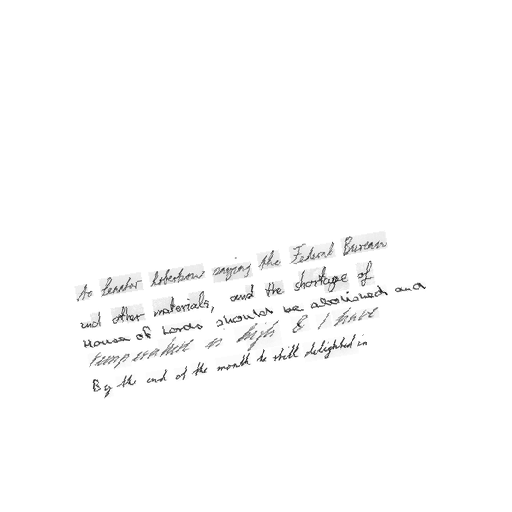 to Senator Robertson saying the Federal Bureau
and other materials, and the shortage of
House of Lords should be abolished and
is high & I have
By the end of the month he still delighted in